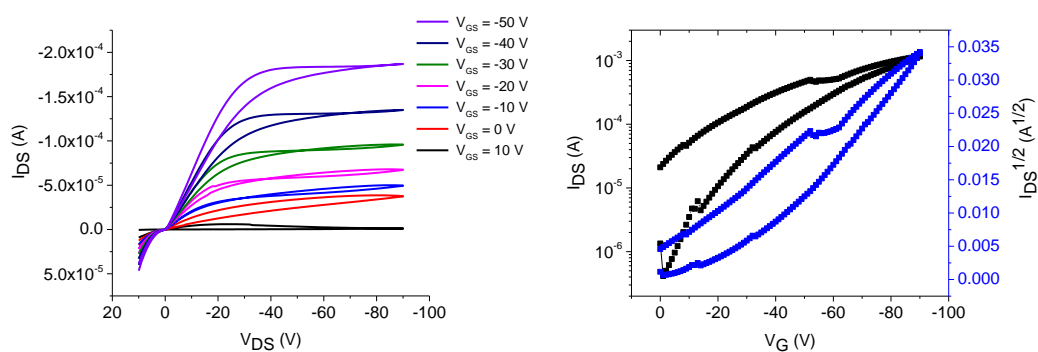 V_GS = -50 V
V_GS = -40 V
V_GS = -30 V
V_GS = -20 V
V_GS = -10 V
V_GS = 0 V
V_GS = 10 V
-2.0x10⁻⁴
-1.5x10⁻⁴
-1.0x10⁻⁴
-5.0x10⁻⁵
0.0
5.0x10⁻⁵
I_DS (A)
20 0 -20 -40 -60 -80 -100
V_DS (V)
10⁻³
10⁻⁴
10⁻⁵
10⁻⁶
I_DS (A)
0 -20 -40 -60 -80 -100
V_G (V)
0.035
0.030
0.025
0.020
0.015
0.010
0.005
0.000
I_DS^1/2 (A^1/2)